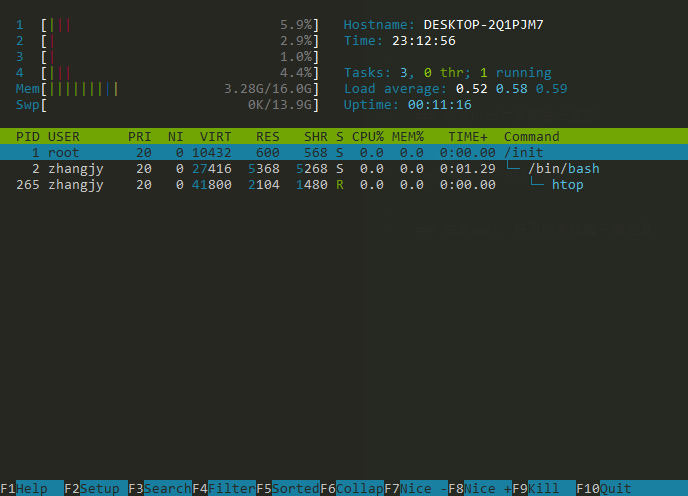 1 [||| 5.9%] Hostname: DESKTOP-2Q1PJM7
2 [| 2.9%] Time: 23:12:56
3 [| 1.0%]
4 [||| 4.4%] Tasks: 3, 0 thr; 1 running
Mem[||||||||| 3.28G/16.0G] Load average: 0.52 0.58 0.59
Swp[ 0K/13.9G] Uptime: 00:11:16
PID USER PRI NI VIRT RES SHR S CPU% MEM% TIME+ Command
1 root 20 0 10432 600 568 S 0.0 0.0 0:00.00 /init
2 zhangjy 20 0 27416 5368 5268 S 0.0 0.0 0:01.29 └─ /bin/bash
265 zhangjy 20 0 41800 2104 1480 R 0.0 0.0 0:00.00 └─ htop
F1Help F2Setup F3SearchF4FilterF5SortedF6CollapF7Nice -F8Nice +F9Kill F10Quit